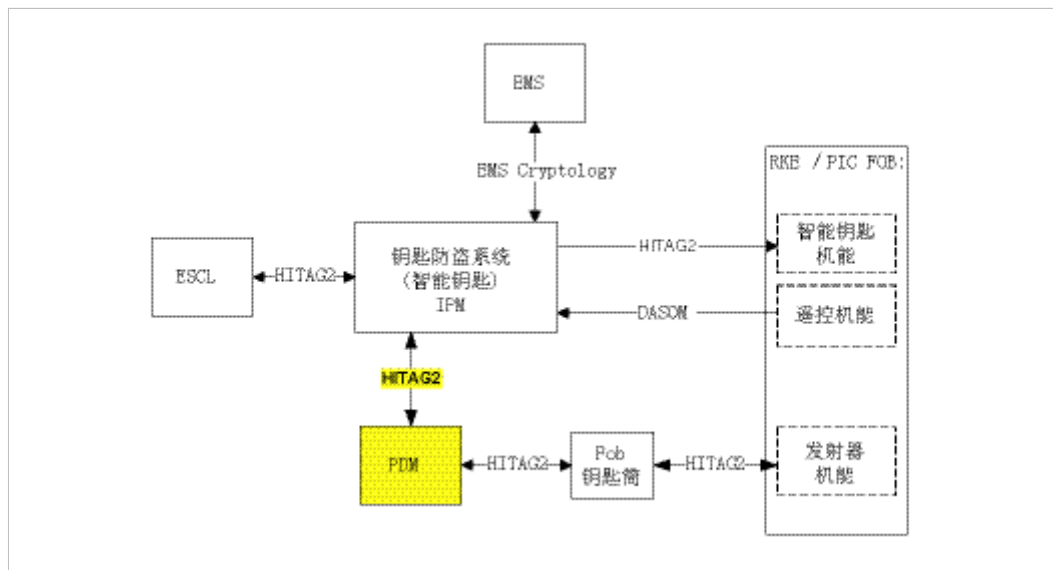 EMS
EMS Cryptology
RKE / PIC FOB:
钥匙防盗系统
(智能钥匙)
IPM
HITAG2
智能钥匙
机能
ESCL
HITAG2
DASOM
遥控机能
HITAG2
PDM
HITAG2
Fob
钥匙筒
HITAG2
发射器
机能